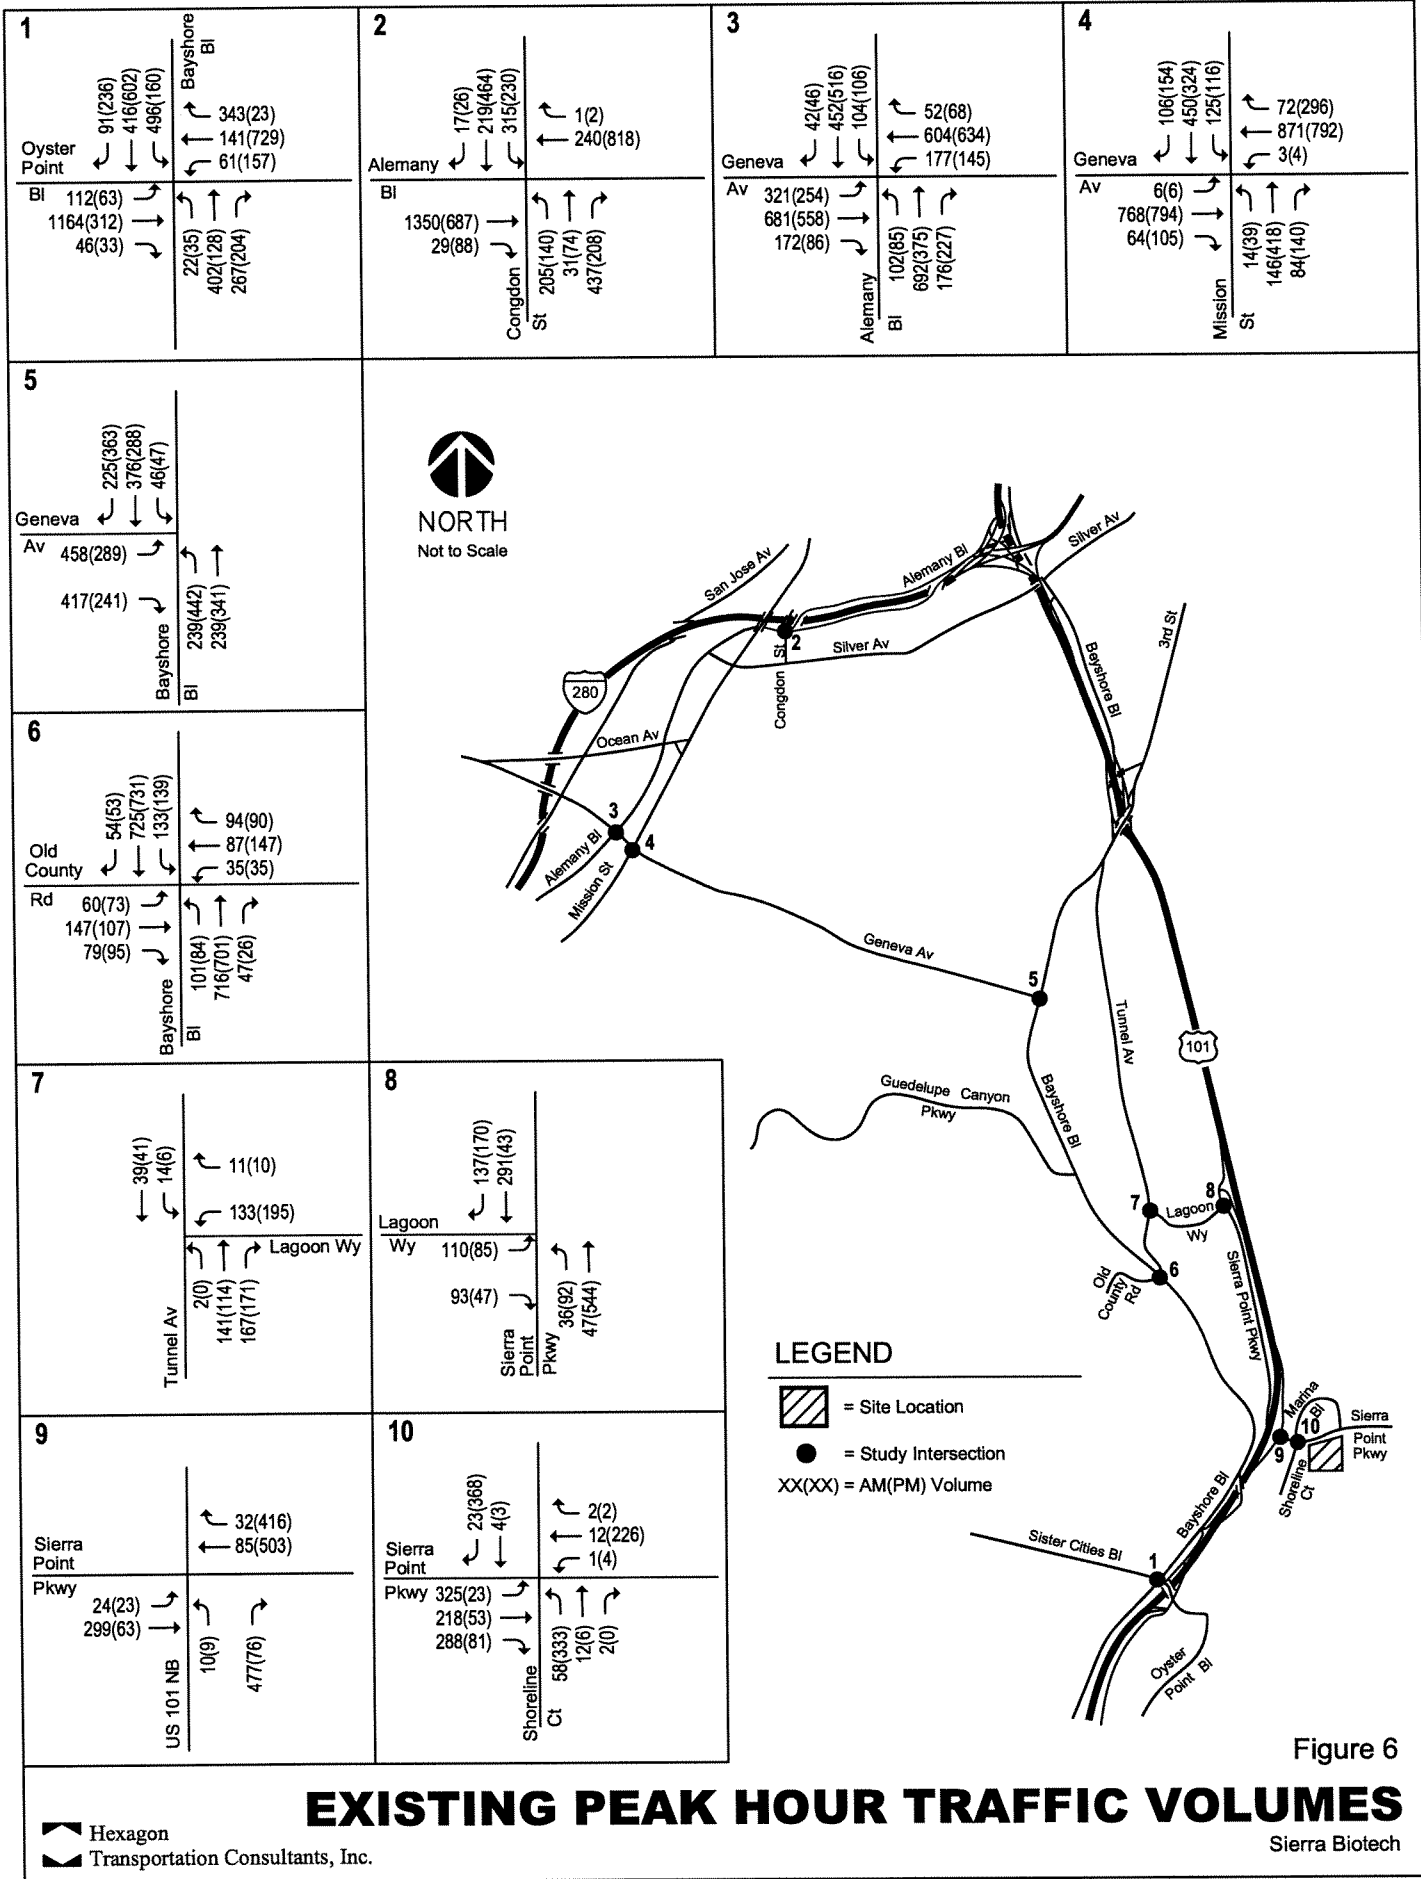 1
Bayshore
Bl
91(236)
416(602)
496(160)
343(23)
141(729)
61(157)
Oyster
Point
Bl
112(63)
1164(312)
46(33)
22(35)
402(128)
267(204)
2
17(26)
219(464)
315(230)
1(2)
240(818)
Alemany
Bl
1350(687)
29(88)
Congdon
St
205(140)
31(74)
437(208)
3
42(46)
452(516)
104(106)
52(68)
604(634)
177(145)
Geneva
Av
321(254)
681(558)
172(86)
Alemany
Bl
102(85)
692(375)
176(227)
4
106(154)
450(324)
125(116)
72(296)
871(792)
3(4)
Geneva
Av
6(6)
768(794)
64(105)
Mission
St
14(39)
146(418)
84(140)
5
225(363)
376(288)
46(47)
Geneva
Av
458(289)
417(241)
Bayshore
Bl
239(442)
239(341)
6
54(53)
725(731)
133(139)
94(90)
87(147)
35(35)
Old
County
Rd
60(73)
147(107)
79(95)
Bayshore
Bl
101(84)
716(701)
47(26)
7
39(41)
14(6)
11(10)
133(195)
Lagoon Wy
Tunnel Av
2(0)
141(114)
167(171)
8
137(170)
291(43)
Lagoon
Wy
110(85)
93(47)
Sierra
Point
Pkwy
36(92)
47(544)
9
32(416)
85(503)
Sierra
Point
Pkwy
24(23)
299(63)
US 101 NB
10(9)
477(76)
10
23(368)
4(3)
2(2)
12(226)
1(4)
Sierra
Point
Pkwy
325(23)
218(53)
288(81)
Shoreline
Ct
58(333)
12(6)
2(0)
NORTH
Not to Scale
San Jose Av
Alemany Bl
Silver Av
2
St
Congdon
Silver Av
280
Bayshore Bl
3rd St
Ocean Av
3
4
Alemany Bl
Mission St
Geneva Av
5
Tunnel Av
101
Guedelupe Canyon
Pkwy
Bayshore Bl
7
8
Lagoon
Wy
6
Old
County
Rd
Sierra Point Pkwy
Marina
Bl
10
9
Sierra
Point
Pkwy
Shoreline
Ct
Bayshore Bl
Sister Cities Bl
1
Oyster
Point Bl
LEGEND
= Site Location
= Study Intersection
XX(XX) = AM(PM) Volume
Figure 6
EXISTING PEAK HOUR TRAFFIC VOLUMES
Sierra Biotech
Hexagon
Transportation Consultants, Inc.